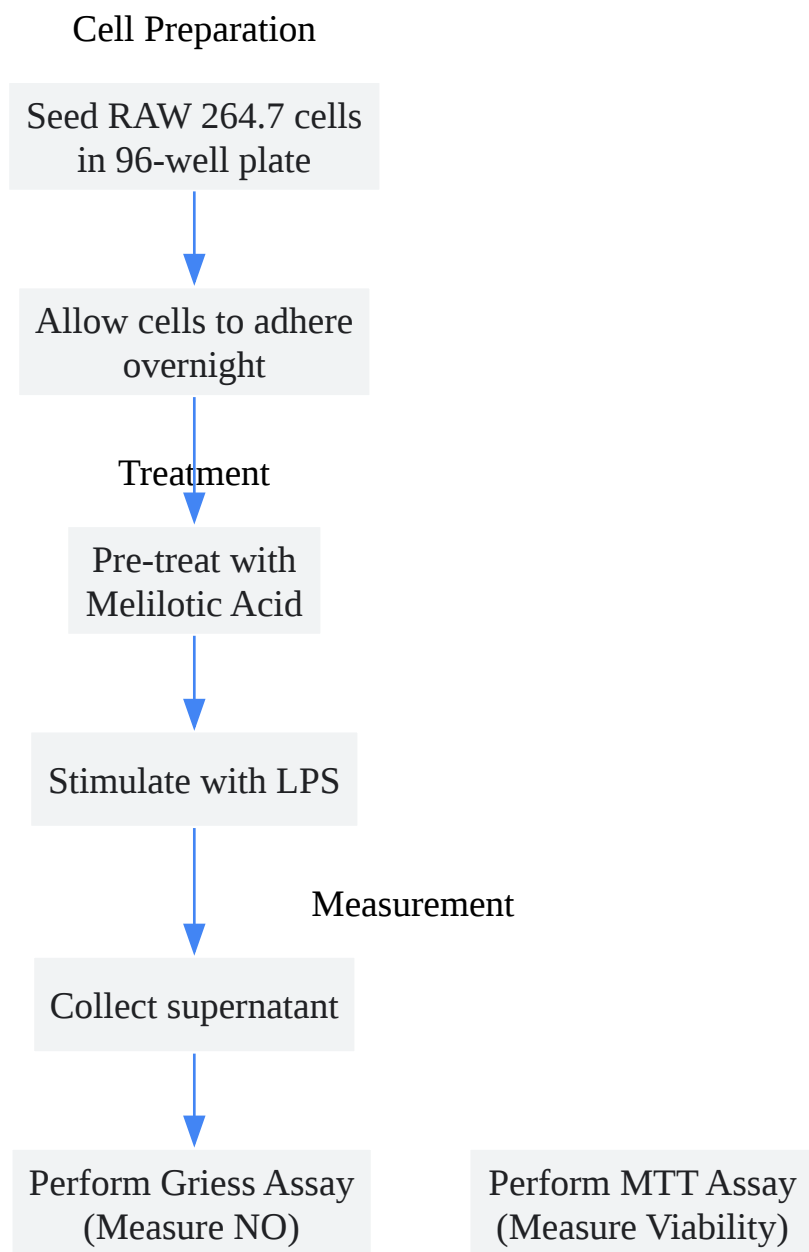 Cell Preparation
Seed RAW 264.7 cells
in 96-well plate
Allow cells to adhere
overnight
Treatment
Pre-treat with
Melilotic Acid
Stimulate with LPS
Measurement
Collect supernatant
Perform Griess Assay
(Measure NO)
Perform MTT Assay
(Measure Viability)